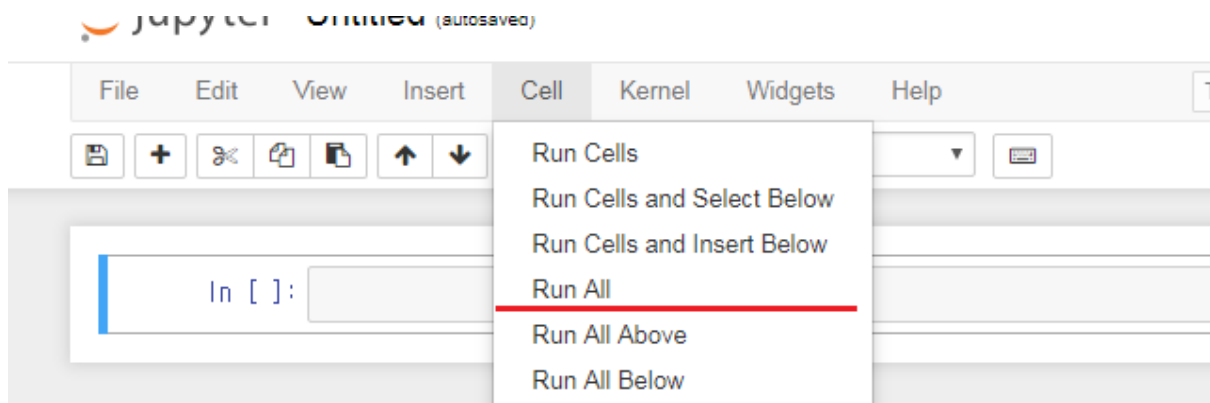 Jupyter Untitled (autosaved)
File Edit View Insert Cell Kernel Widgets Help
Run Cells
Run Cells and Select Below
Run Cells and Insert Below
In [ ]:
Run All
Run All Above
Run All Below